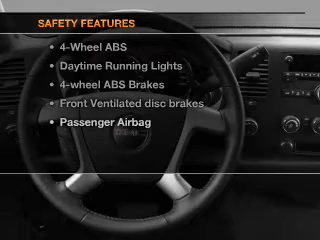 SAFETY FEATURES
• 4-Wheel ABS
• Daytime Running Lights
• 4-wheel ABS Brakes
• Front Ventilated disc brakes
• Passenger Airbag